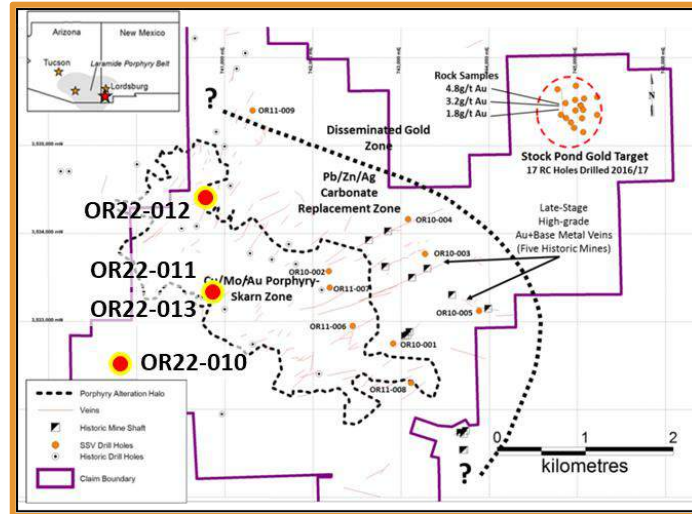 Arizona
New Mexico
Tucson
Laramide Porphyry Belt
Lordsburg
Rock Samples
4.8g/t Au
3.2g/t Au
1.8g/t Au
N
?
OR11-009
Disseminated Gold
Zone
Stock Pond Gold Target
17 RC Holes Drilled 2016/17
Pb/Zn/Ag
Carbonate
Replacement Zone
OR22-012
OR10-004
Late-Stage
High-grade
Au+Base Metal Veins
(Five Historic Mines)
OR10-003
OR22-011
OR10-002
Cu/Mo/Au Porphyry-
Skarn Zone
OR11-007
OR22-013
OR10-005
OR11-006
OR10-001
OR22-010
OR11-008
Porphyry Alteration Halo
Veins
Historic Mine Shaft
SSV Drill Holes
Historic Drill Holes
Claim Boundary
0 1 2
kilometres
?